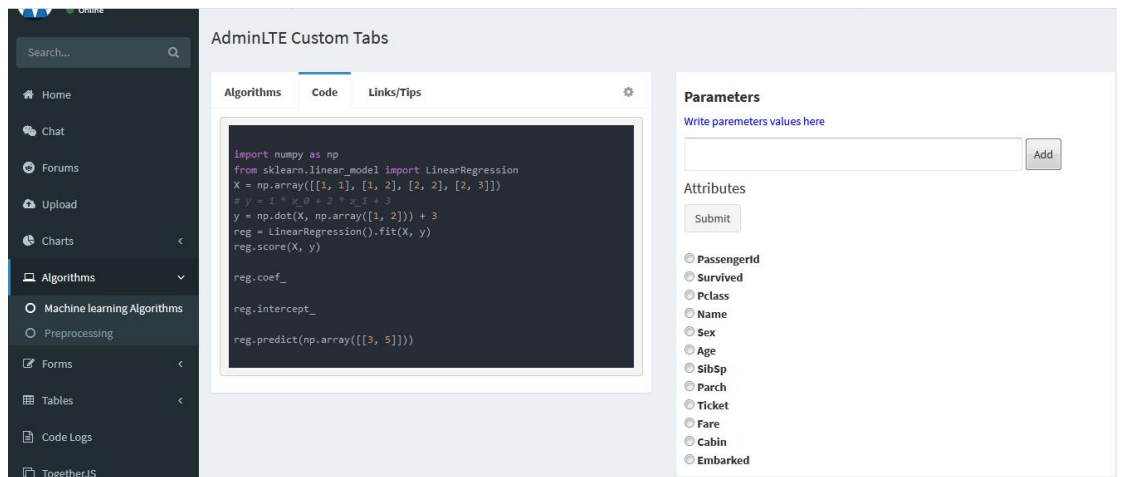 Online
Search...
Home
Chat
Forums
Upload
Charts
Algorithms
Machine learning Algorithms
Preprocessing
Forms
Tables
Code Logs
TogetherJS
AdminLTE Custom Tabs
Algorithms Code Links/Tips
import numpy as np
from sklearn.linear_model import LinearRegression
X = np.array([[1, 1], [1, 2], [2, 2], [2, 3]])
# y = 1 * x_0 + 2 * x_1 + 3
y = np.dot(X, np.array([1, 2])) + 3
reg = LinearRegression().fit(X, y)
reg.score(X, y)
reg.coef_
reg.intercept_
reg.predict(np.array([[3, 5]]))
Parameters
Write paremeters values here
Add
Attributes
Submit
PassengerId
Survived
Pclass
Name
Sex
Age
SibSp
Parch
Ticket
Fare
Cabin
Embarked